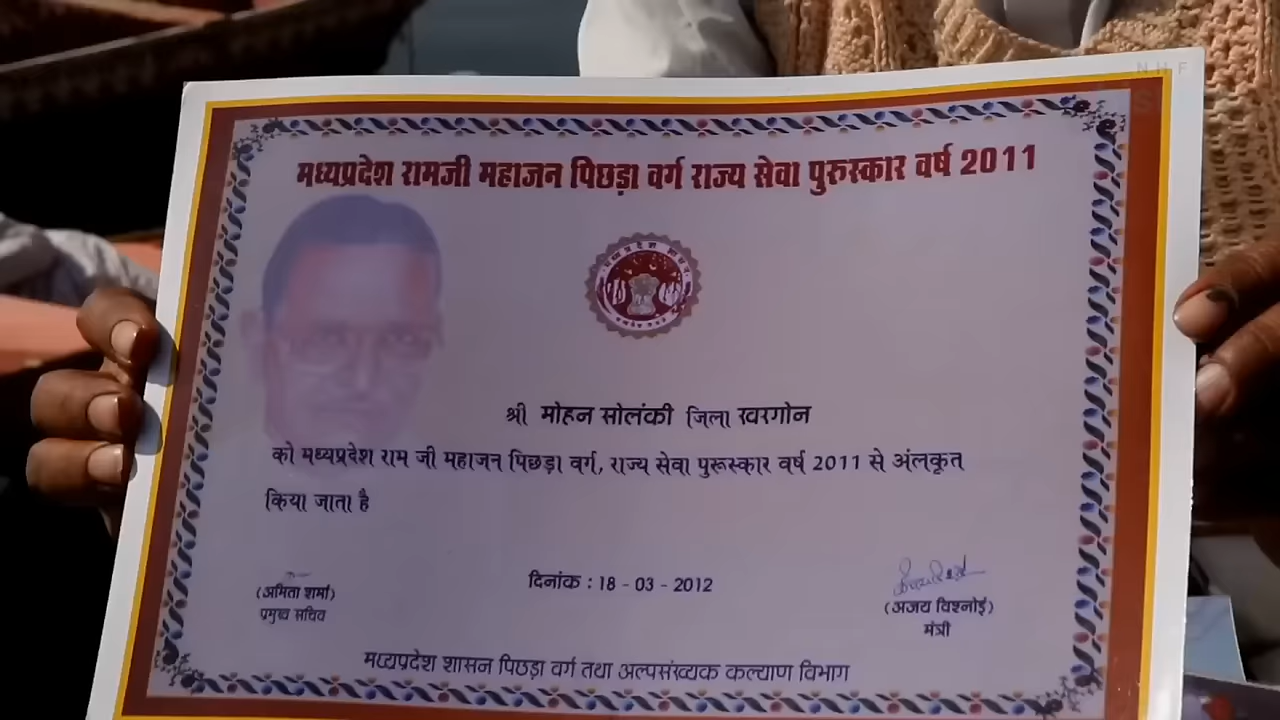 NHF
S
मध्यप्रदेश रामजी महाजन पिछड़ा वर्ग राज्य सेवा पुरुस्कार वर्ष 2011
श्री मोहन सोलंकी जिला खरगोन
को मध्यप्रदेश राम जी महाजन पिछड़ा वर्ग, राज्य सेवा पुरूस्कार वर्ष 2011 से अंलकृत
किया जाता है
दिनांक : 18 - 03 - 2012
(अमिता शर्मा)
प्रमुख सचिव
(अजय विश्नोई)
मंत्री
मध्यप्रदेश शासन पिछड़ा वर्ग तथा अल्पसंख्यक कल्याण विभाग